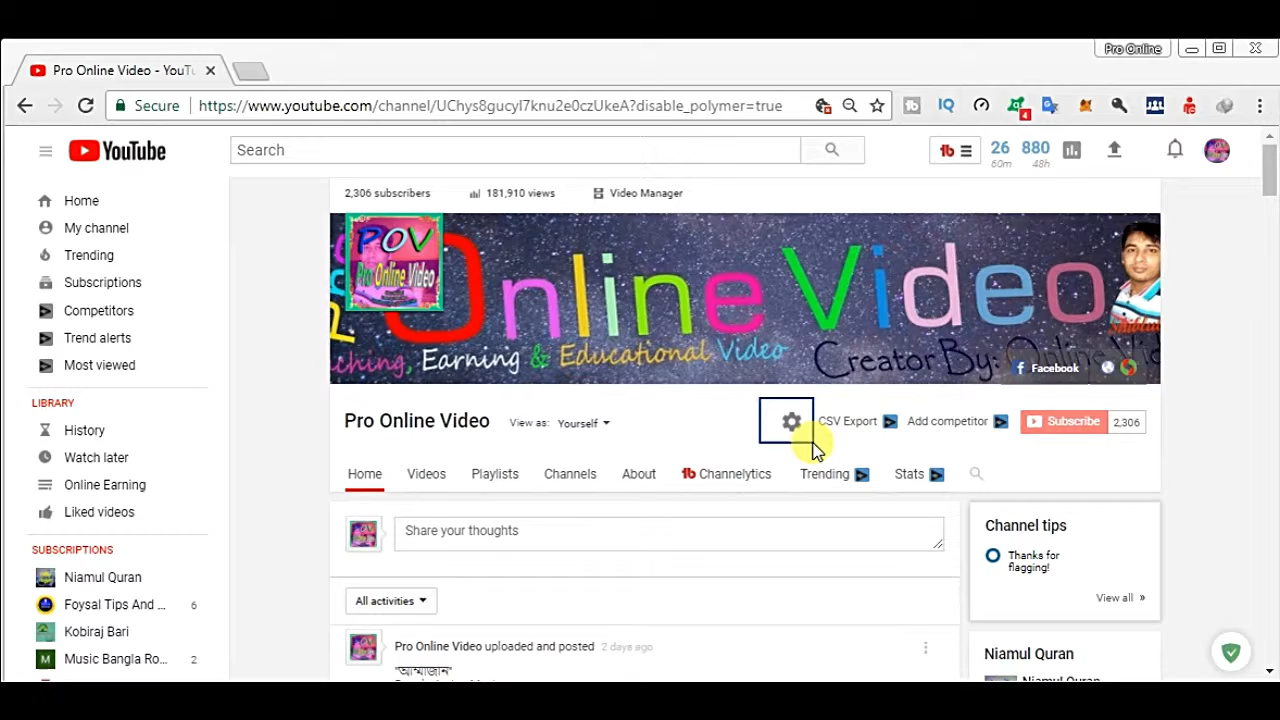 Pro Online
Pro Online Video - YouTu
Secure https://www.youtube.com/channel/UChys8gucyI7knu2e0czUkeA?disable_polymer=true
YouTube Search 26 60m 880 48h
2,306 subscribers 181,910 views Video Manager
Home
My channel
Trending
Subscriptions
Competitors
Trend alerts
Most viewed
LIBRARY
History
Watch later
Online Earning
Liked videos
SUBSCRIPTIONS
Niamul Quran
Foysal Tips And ... 6
Kobiraj Bari
Music Bangla Ro... 2
POV
Pro Online Video
Online Video
ching, Earning & Educational Video Creator By: Online Vid
Facebook
Pro Online Video View as: Yourself CSV Export Add competitor Subscribe 2,306
Home Videos Playlists Channels About Channelytics Trending Stats
Share your thoughts
All activities
Pro Online Video uploaded and posted 2 days ago
"আম্মাজান"
Channel tips
Thanks for
flagging!
View all »
Niamul Quran
Niamul Quran